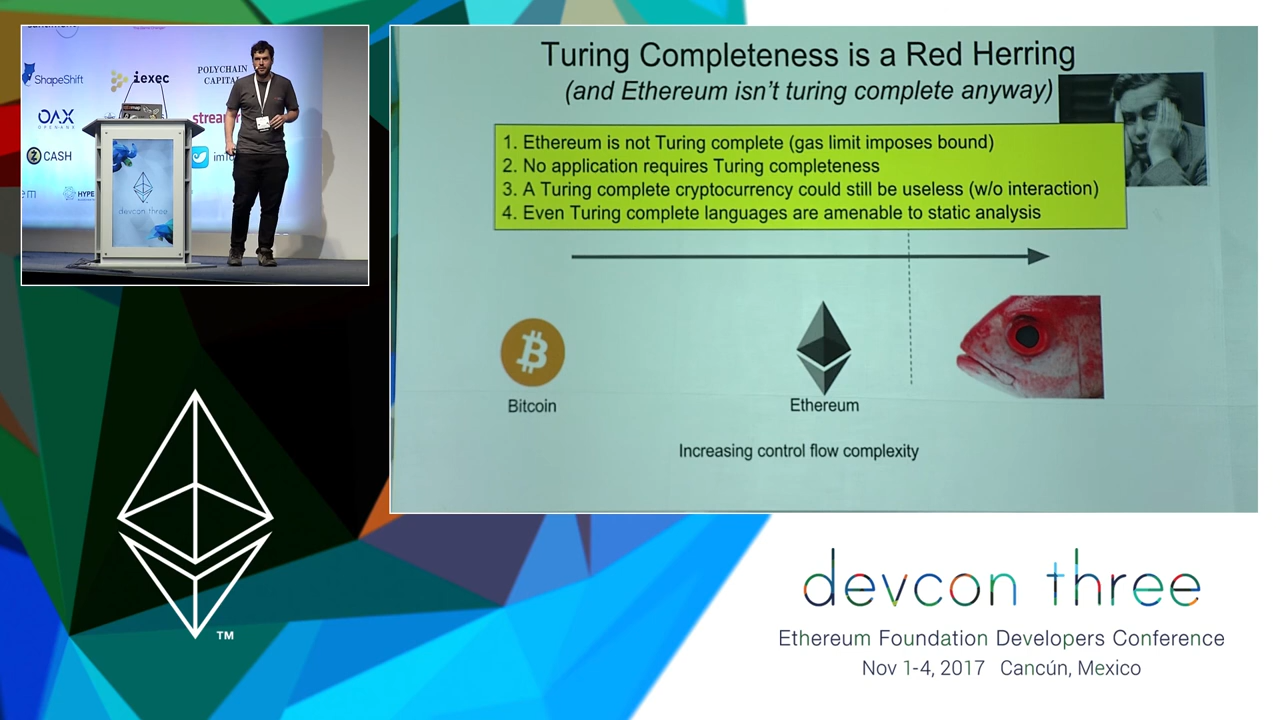 ShapeShift
iexec
POLYCHAIN
CAPITAL
OAX
CASH
HYPE
devcon three
Turing Completeness is a Red Herring
(and Ethereum isn't turing complete anyway)
1. Ethereum is not Turing complete (gas limit imposes bound)
2. No application requires Turing completeness
3. A Turing complete cryptocurrency could still be useless (w/o interaction)
4. Even Turing complete languages are amenable to static analysis
Bitcoin
Ethereum
Increasing control flow complexity
TM
devcon three
Ethereum Foundation Developers Conference
Nov 1-4, 2017 Cancún, Mexico